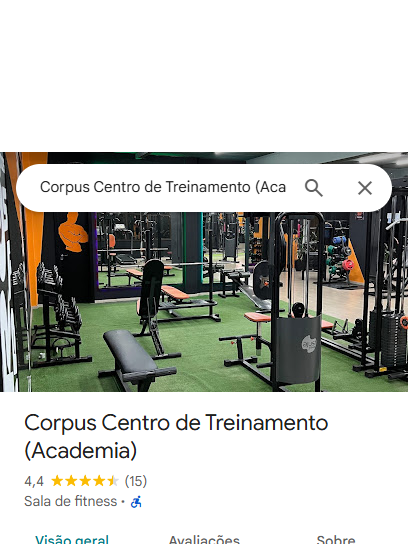 Corpus Centro de Treinamento (Aca
Corpus Centro de Treinamento
(Academia)
4,4 (15)
Sala de fitness ·
Visão geral Avaliações Sobre